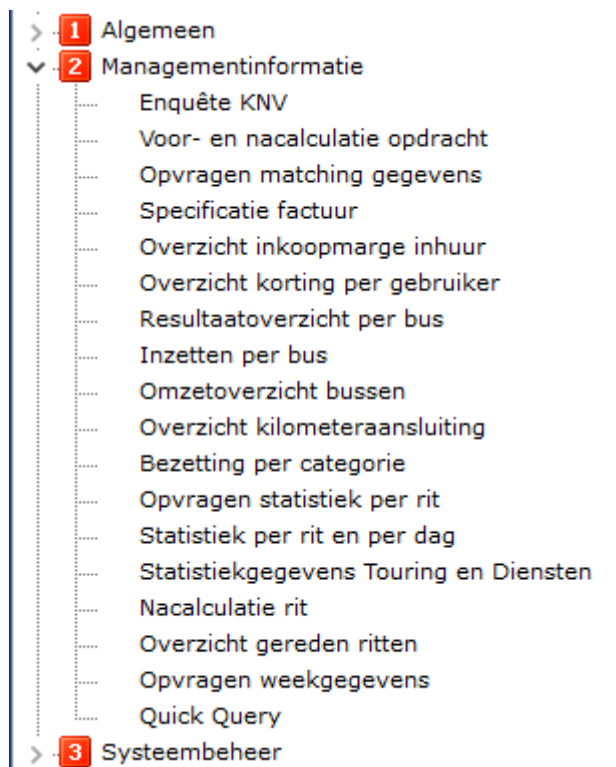 1 Algemeen
2 Managementinformatie
Enquête KNV
Voor- en nacalculatie opdracht
Opvragen matching gegevens
Specificatie factuur
Overzicht inkoopmarge inhuur
Overzicht korting per gebruiker
Resultaatoverzicht per bus
Inzetten per bus
Omzetoverzicht bussen
Overzicht kilometeraansluiting
Bezetting per categorie
Opvragen statistiek per rit
Statistiek per rit en per dag
Statistiekgegevens Touring en Diensten
Nacalculatie rit
Overzicht gereden ritten
Opvragen weekgegevens
Quick Query
3 Systeembeheer